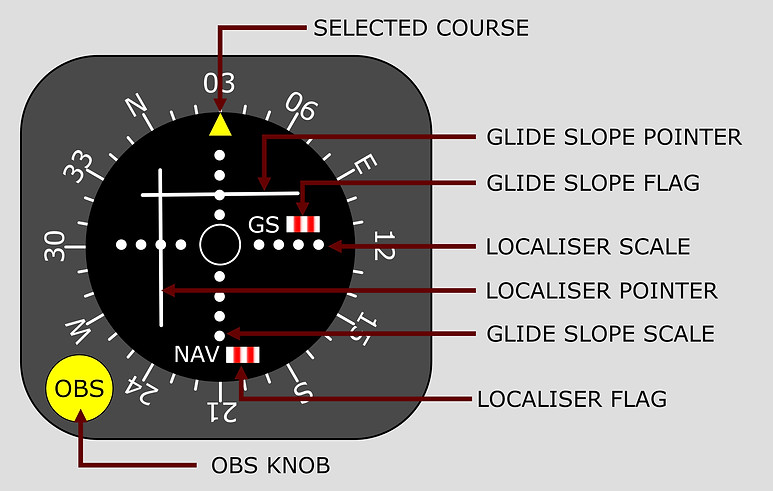 SELECTED COURSE
03
N
06
33
E
GLIDE SLOPE POINTER
GLIDE SLOPE FLAG
GS
30
12
LOCALISER SCALE
LOCALISER POINTER
W
15
GLIDE SLOPE SCALE
NAV
OBS
24
S
21
LOCALISER FLAG
OBS KNOB